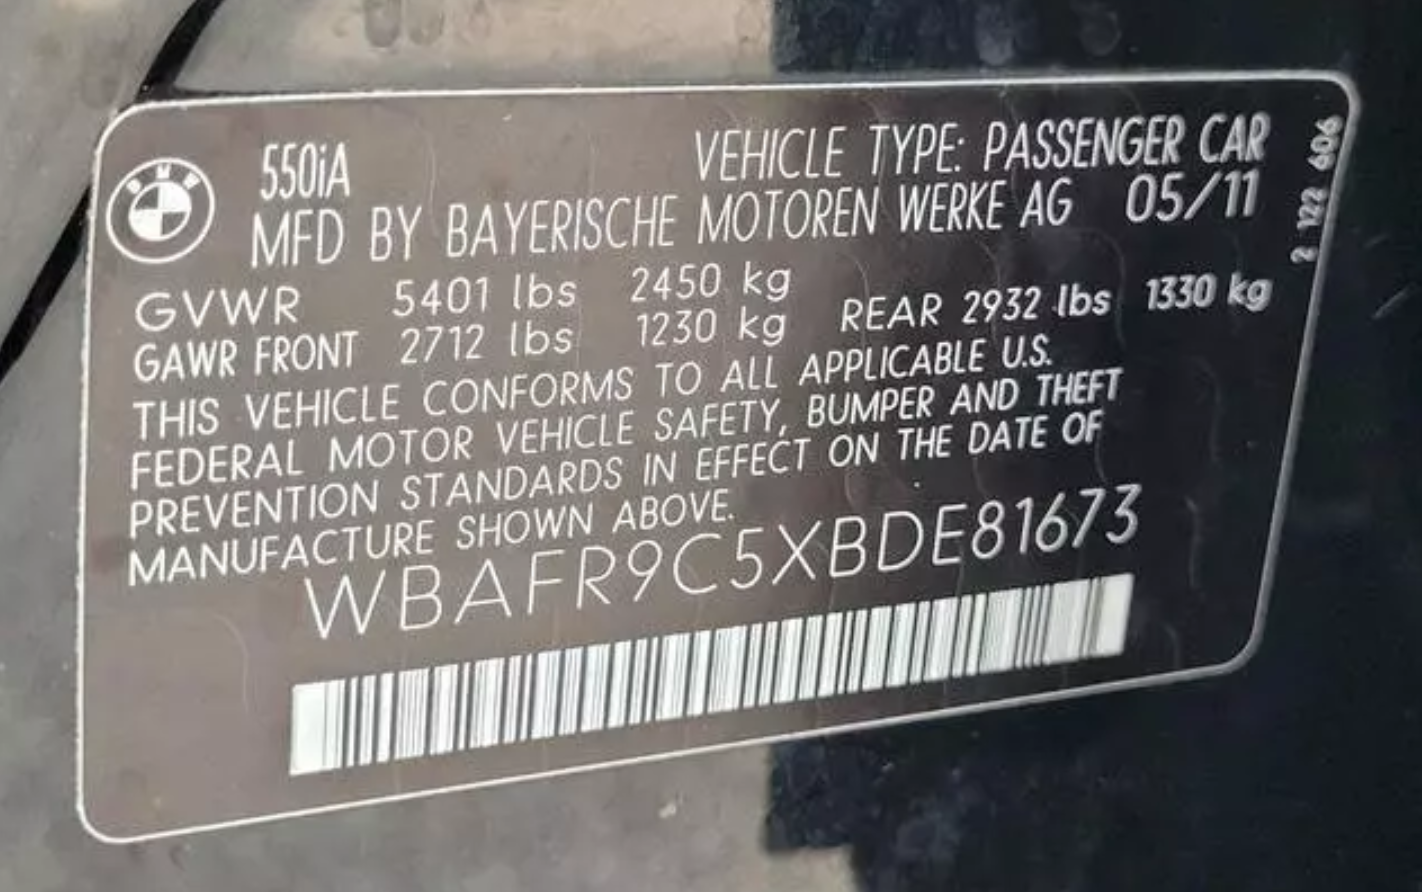 BMW
550iA VEHICLE TYPE: PASSENGER CAR
MFD BY BAYERISCHE MOTOREN WERKE AG 05/11
GVWR 5401 lbs 2450 kg
GAWR FRONT 2712 lbs 1230 kg REAR 2932 lbs 1330 kg
THIS VEHICLE CONFORMS TO ALL APPLICABLE U.S.
FEDERAL MOTOR VEHICLE SAFETY, BUMPER AND THEFT
PREVENTION STANDARDS IN EFFECT ON THE DATE OF
MANUFACTURE SHOWN ABOVE.
WBAFR9C5XBDE81673
2 122 606